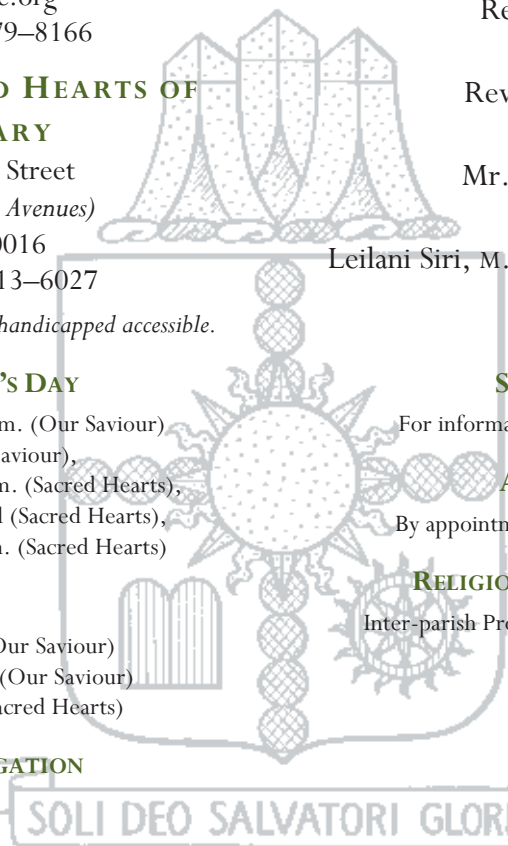 e.org
79–8166
D HEARTS OF
ARY
Street
Avenues)
0016
13–6027
handicapped accessible.
’S DAY
m. (Our Saviour)
aviour),
m. (Sacred Hearts),
l (Sacred Hearts),
n. (Sacred Hearts)
Our Saviour)
(Our Saviour)
acred Hearts)
GATION
Re
Rev
Mr.
Leilani Siri, M.
S
For informa
A
By appointm
RELIGIO
Inter-parish Pro
SOLI DEO SALVATORI GLORI